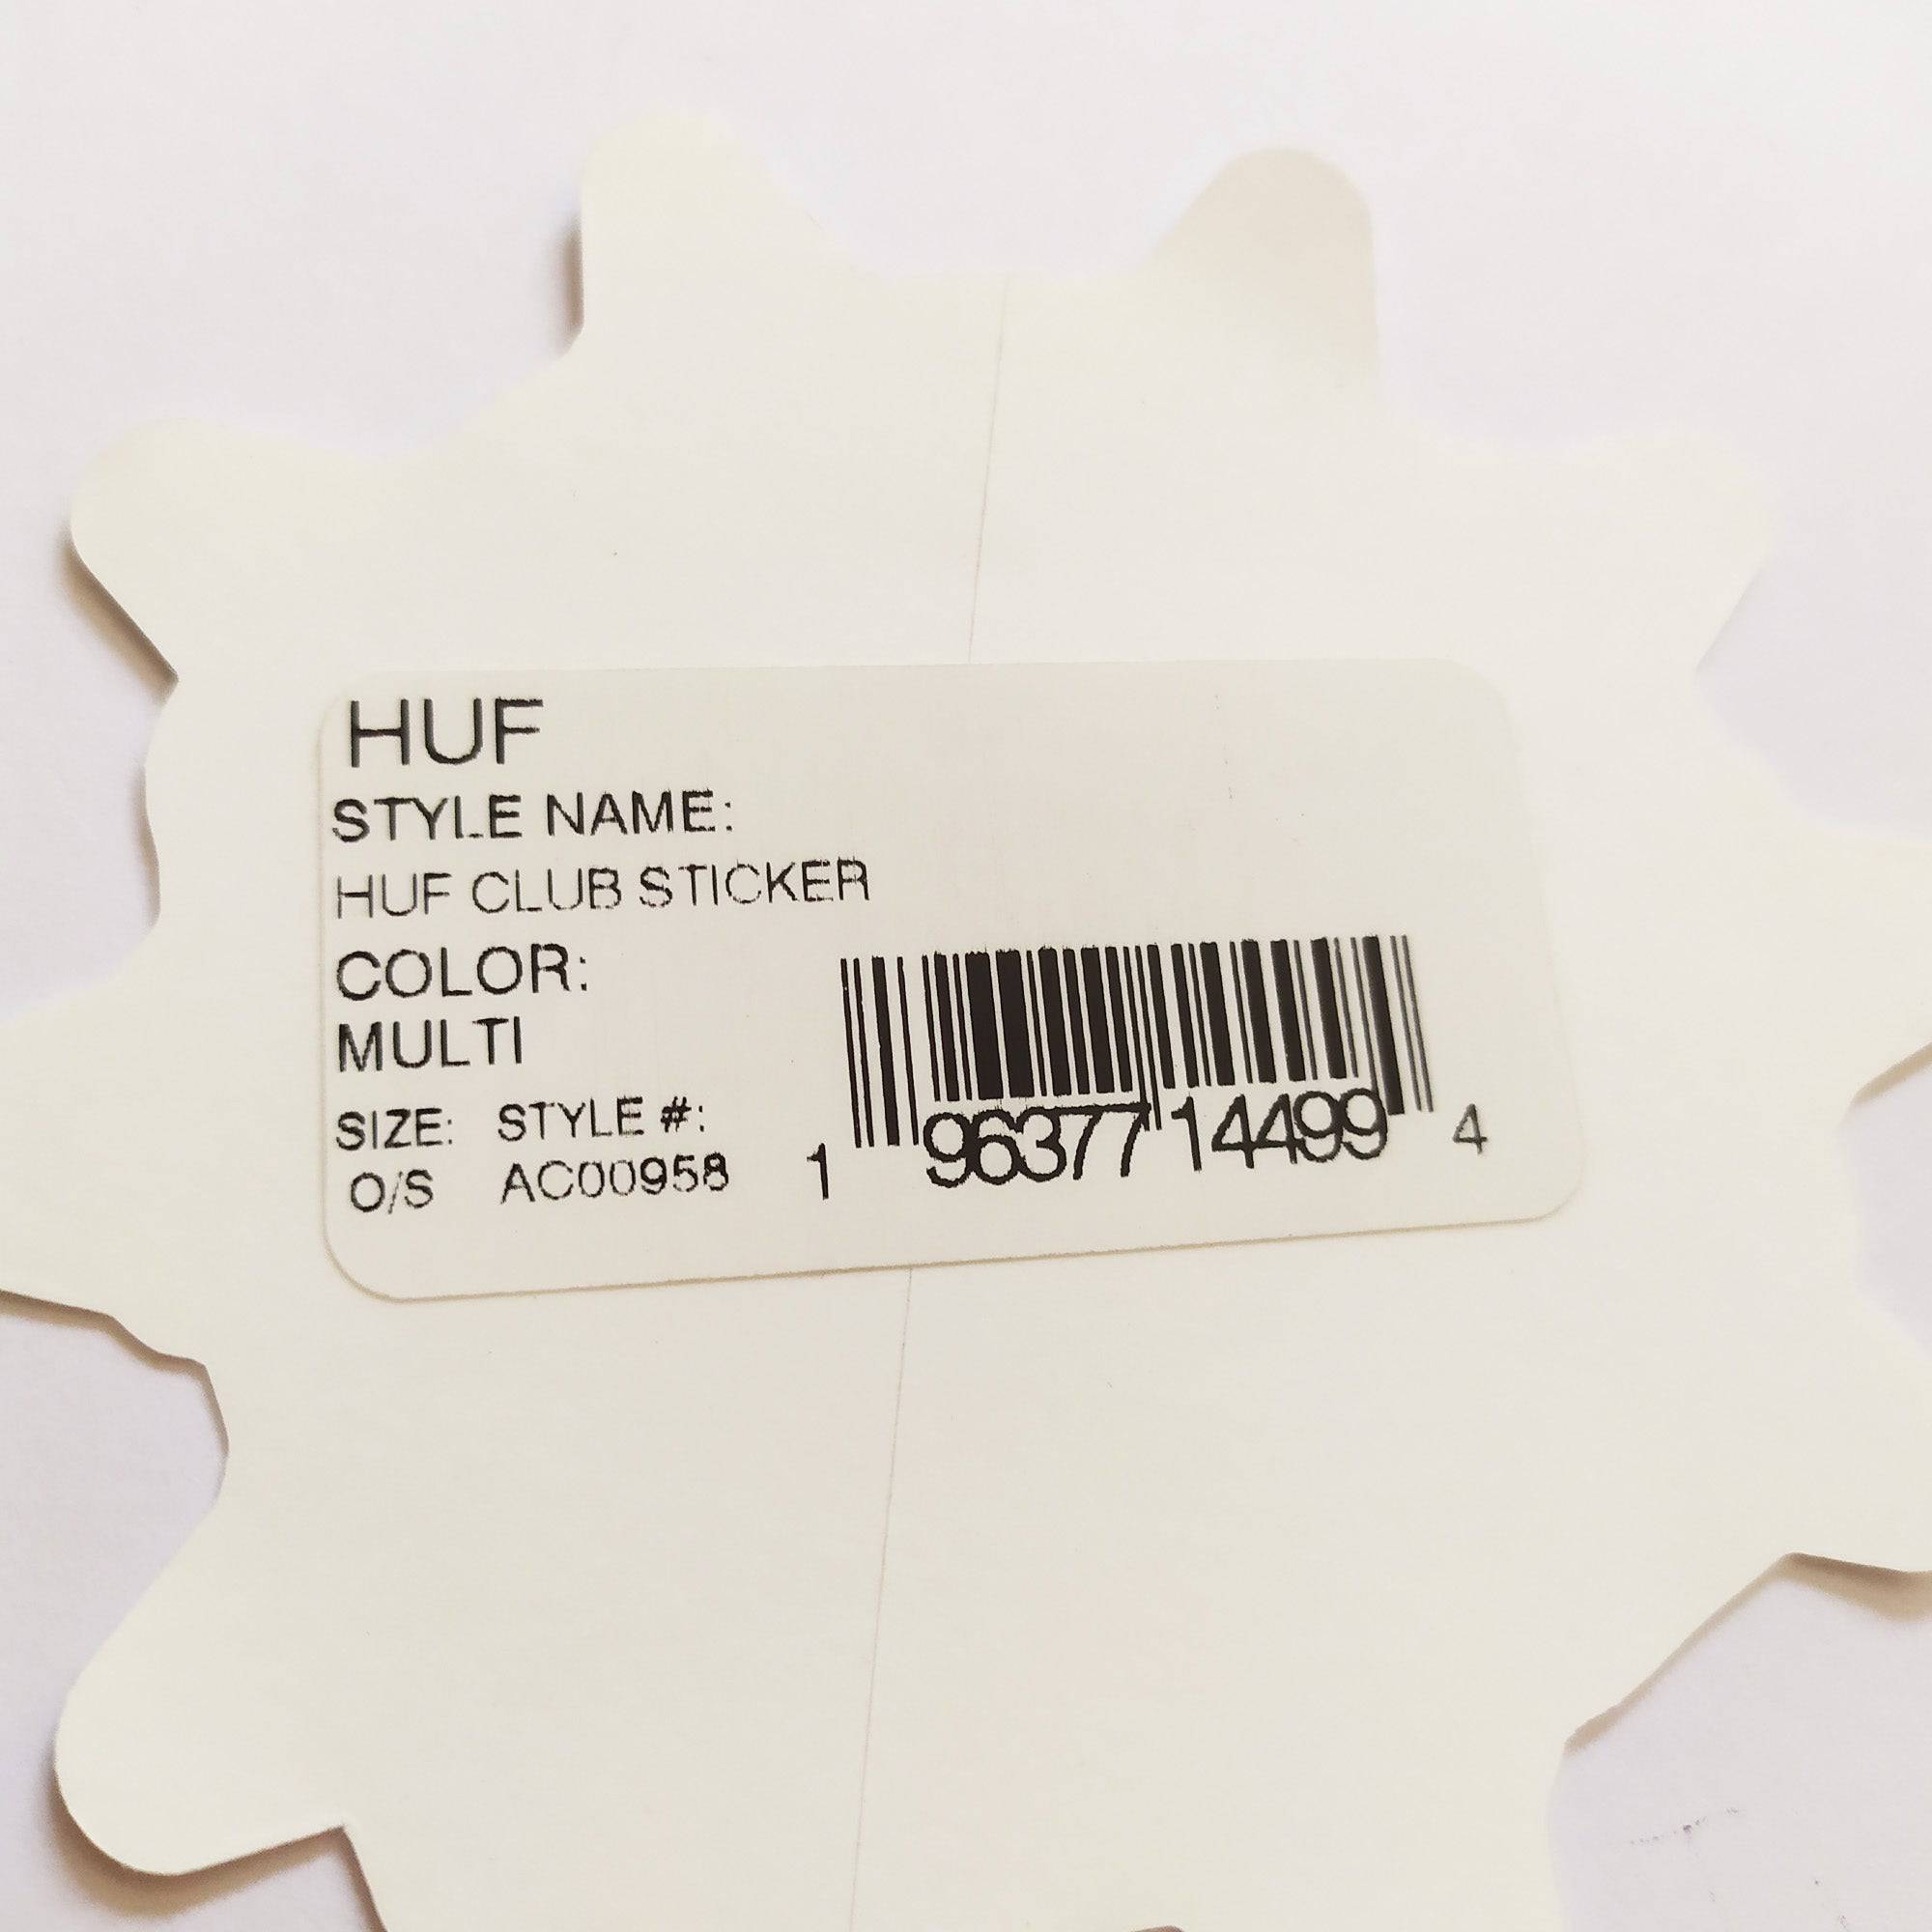 HUF
STYLE NAME:
HUF CLUB STICKER
COLOR:
MULTI
SIZE: STYLE #:
O/S AC00958
1 96377 14499 4